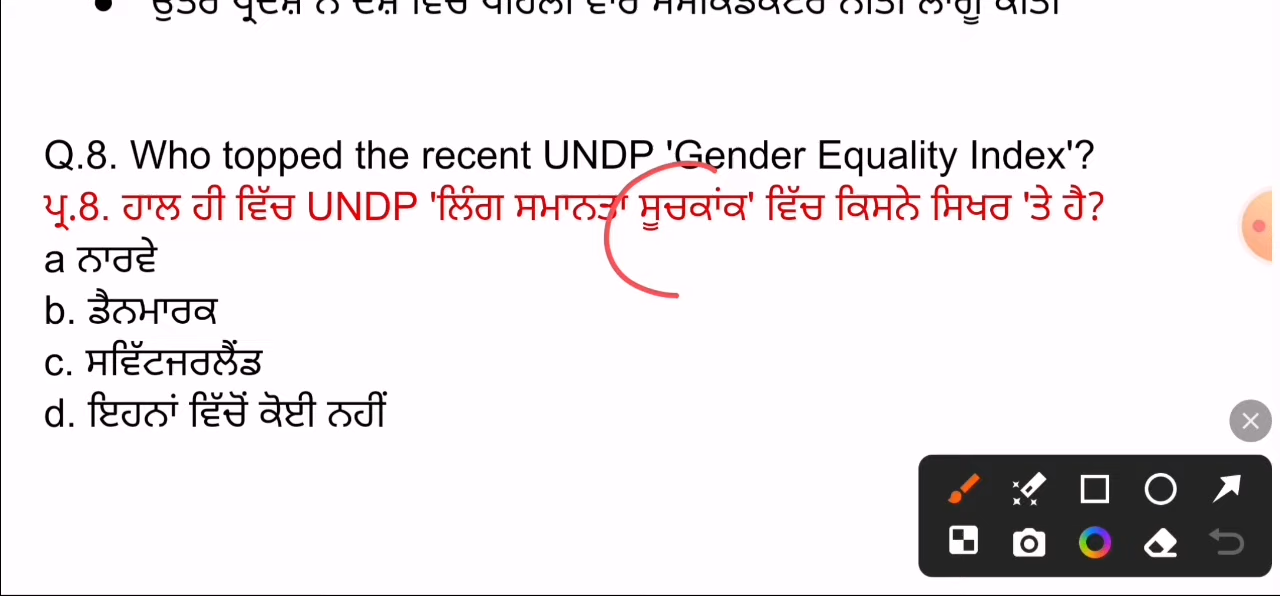 Q.8. Who topped the recent UNDP 'Gender Equality Index'?
ਪ੍ਰ.8. ਹਾਲ ਹੀ ਵਿੱਚ UNDP 'ਲਿੰਗ ਸਮਾਨਤਾ ਸੂਚਕਾਂਕ' ਵਿੱਚ ਕਿਸਨੇ ਸਿਖਰ 'ਤੇ ਹੈ?
a ਨਾਰਵੇ
b. ਡੈਨਮਾਰਕ
c. ਸਵਿੱਟਜਰਲੈਂਡ
d. ਇਹਨਾਂ ਵਿੱਚੋਂ ਕੋਈ ਨਹੀਂ